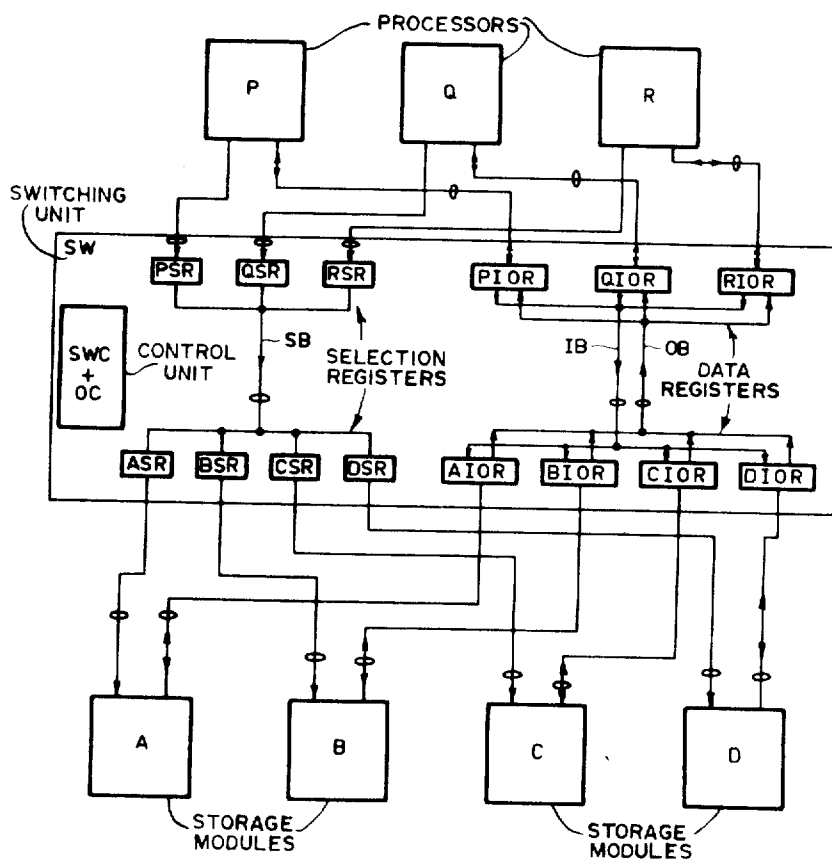 PROCESSORS
P
Q
R
SWITCHING
UNIT
SW
PSR
QSR
RSR
PIOR
QIOR
RIOR
SWC
+
OC
CONTROL
UNIT
SB
SELECTION
REGISTERS
IB
OB
DATA
REGISTERS
ASR
BSR
CSR
DSR
AIOR
BIOR
CIOR
DIOR
A
B
C
D
STORAGE
MODULES
STORAGE
MODULES